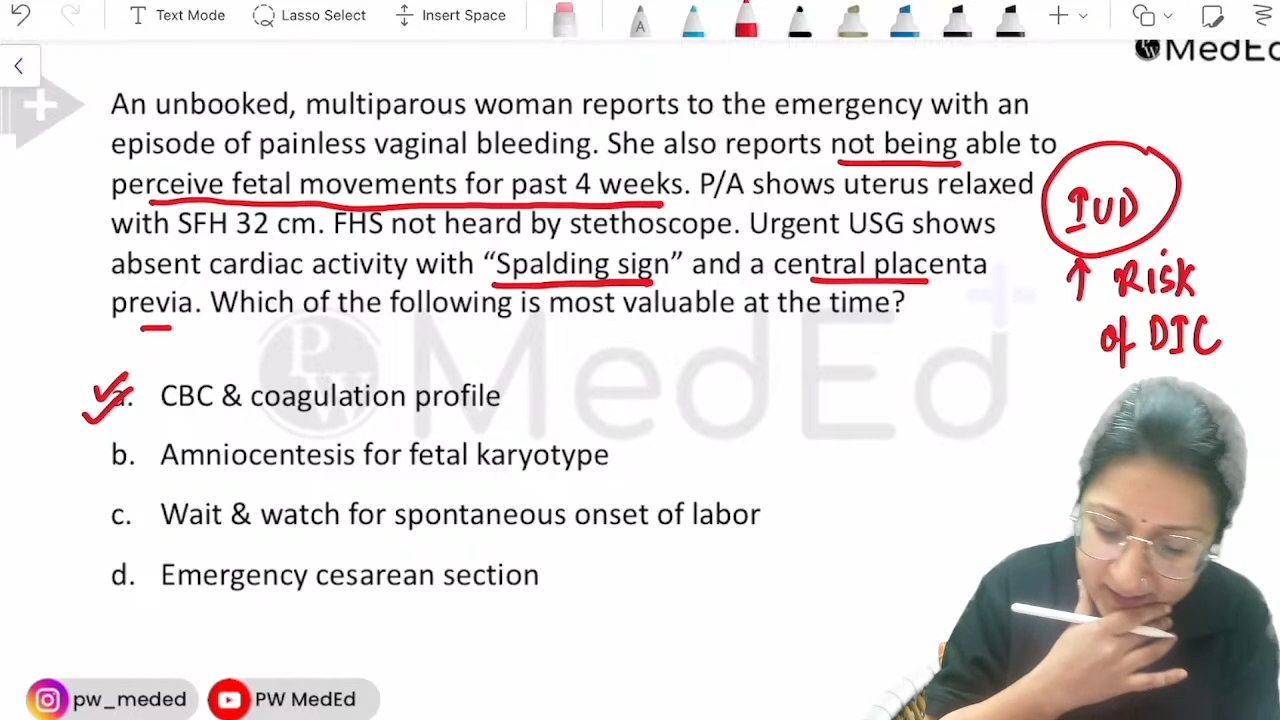 Text Mode
Lasso Select
Insert Space
A
MedEd
An unbooked, multiparous woman reports to the emergency with an
episode of painless vaginal bleeding. She also reports not being able to
perceive fetal movements for past 4 weeks. P/A shows uterus relaxed
with SFH 32 cm. FHS not heard by stethoscope. Urgent USG shows
absent cardiac activity with “Spalding sign” and a central placenta
previa. Which of the following is most valuable at the time?
IUD
↑ Risk
of DIC
PW MedEd
a. CBC & coagulation profile
b. Amniocentesis for fetal karyotype
c. Wait & watch for spontaneous onset of labor
d. Emergency cesarean section
pw_meded
PW MedEd